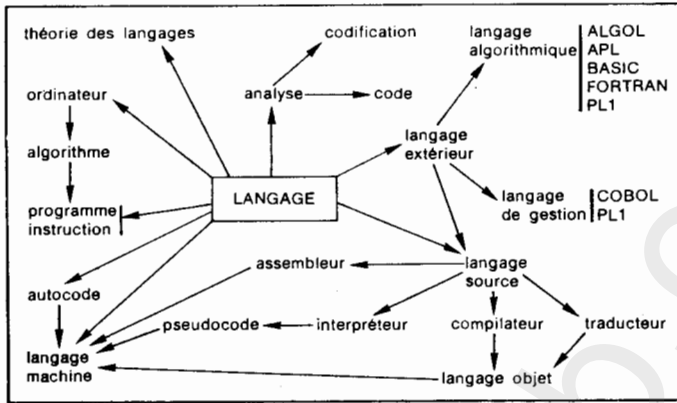 théorie des langages
codification
langage
algorithmique
ALGOL
APL
BASIC
FORTRAN
PL1
ordinateur
analyse
code
algorithme
langage
extérieur
LANGAGE
programme
instruction
langage
de gestion
COBOL
PL1
assembleur
langage
source
autocode
pseudocode
interpréteur
compilateur
traducteur
langage
machine
langage objet